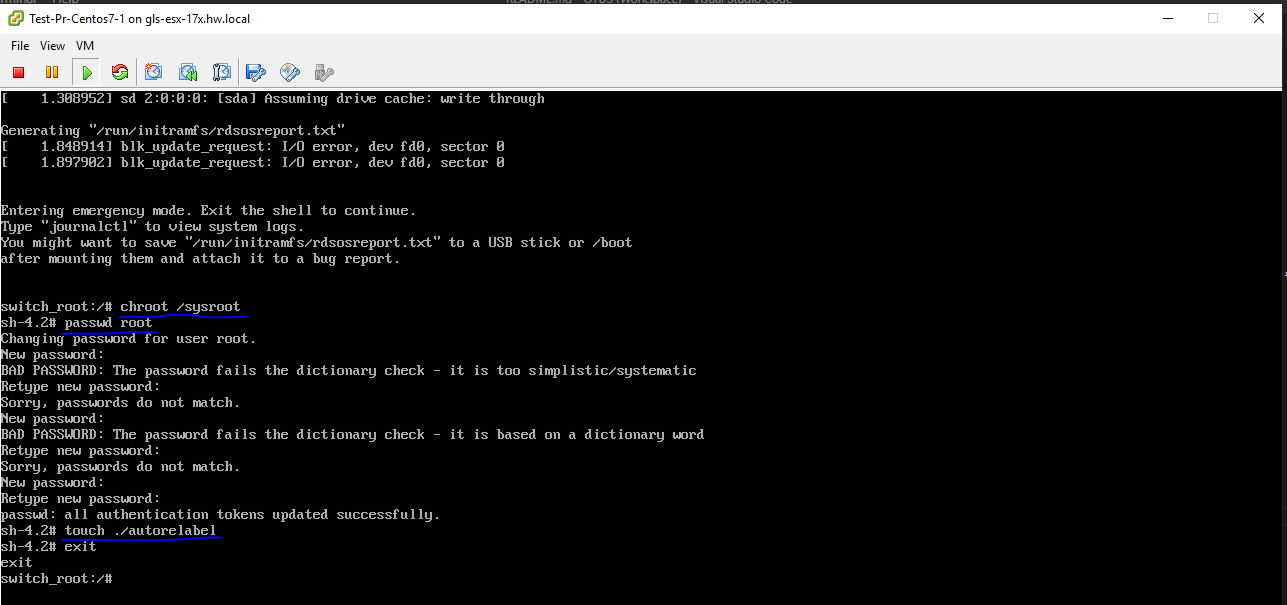 README.md - OTUS (Workspace) - Visual Studio Code
Test-Pr-Centos7-1 on gls-esx-17x.hw.local
File View VM
[    1.308952] sd 2:0:0:0: [sda] Assuming drive cache: write through
Generating "/run/initramfs/rdsosreport.txt"
[    1.848914] blk_update_request: I/O error, dev fd0, sector 0
[    1.897902] blk_update_request: I/O error, dev fd0, sector 0
Entering emergency mode. Exit the shell to continue.
Type "journalctl" to view system logs.
You might want to save "/run/initramfs/rdsosreport.txt" to a USB stick or /boot
after mounting them and attach it to a bug report.
switch_root:/# chroot /sysroot
sh-4.2# passwd root
Changing password for user root.
New password:
BAD PASSWORD: The password fails the dictionary check - it is too simplistic/systematic
Retype new password:
Sorry, passwords do not match.
New password:
BAD PASSWORD: The password fails the dictionary check - it is based on a dictionary word
Retype new password:
Sorry, passwords do not match.
New password:
Retype new password:
passwd: all authentication tokens updated successfully.
sh-4.2# touch ./autorelabel
sh-4.2# exit
exit
switch_root:/#